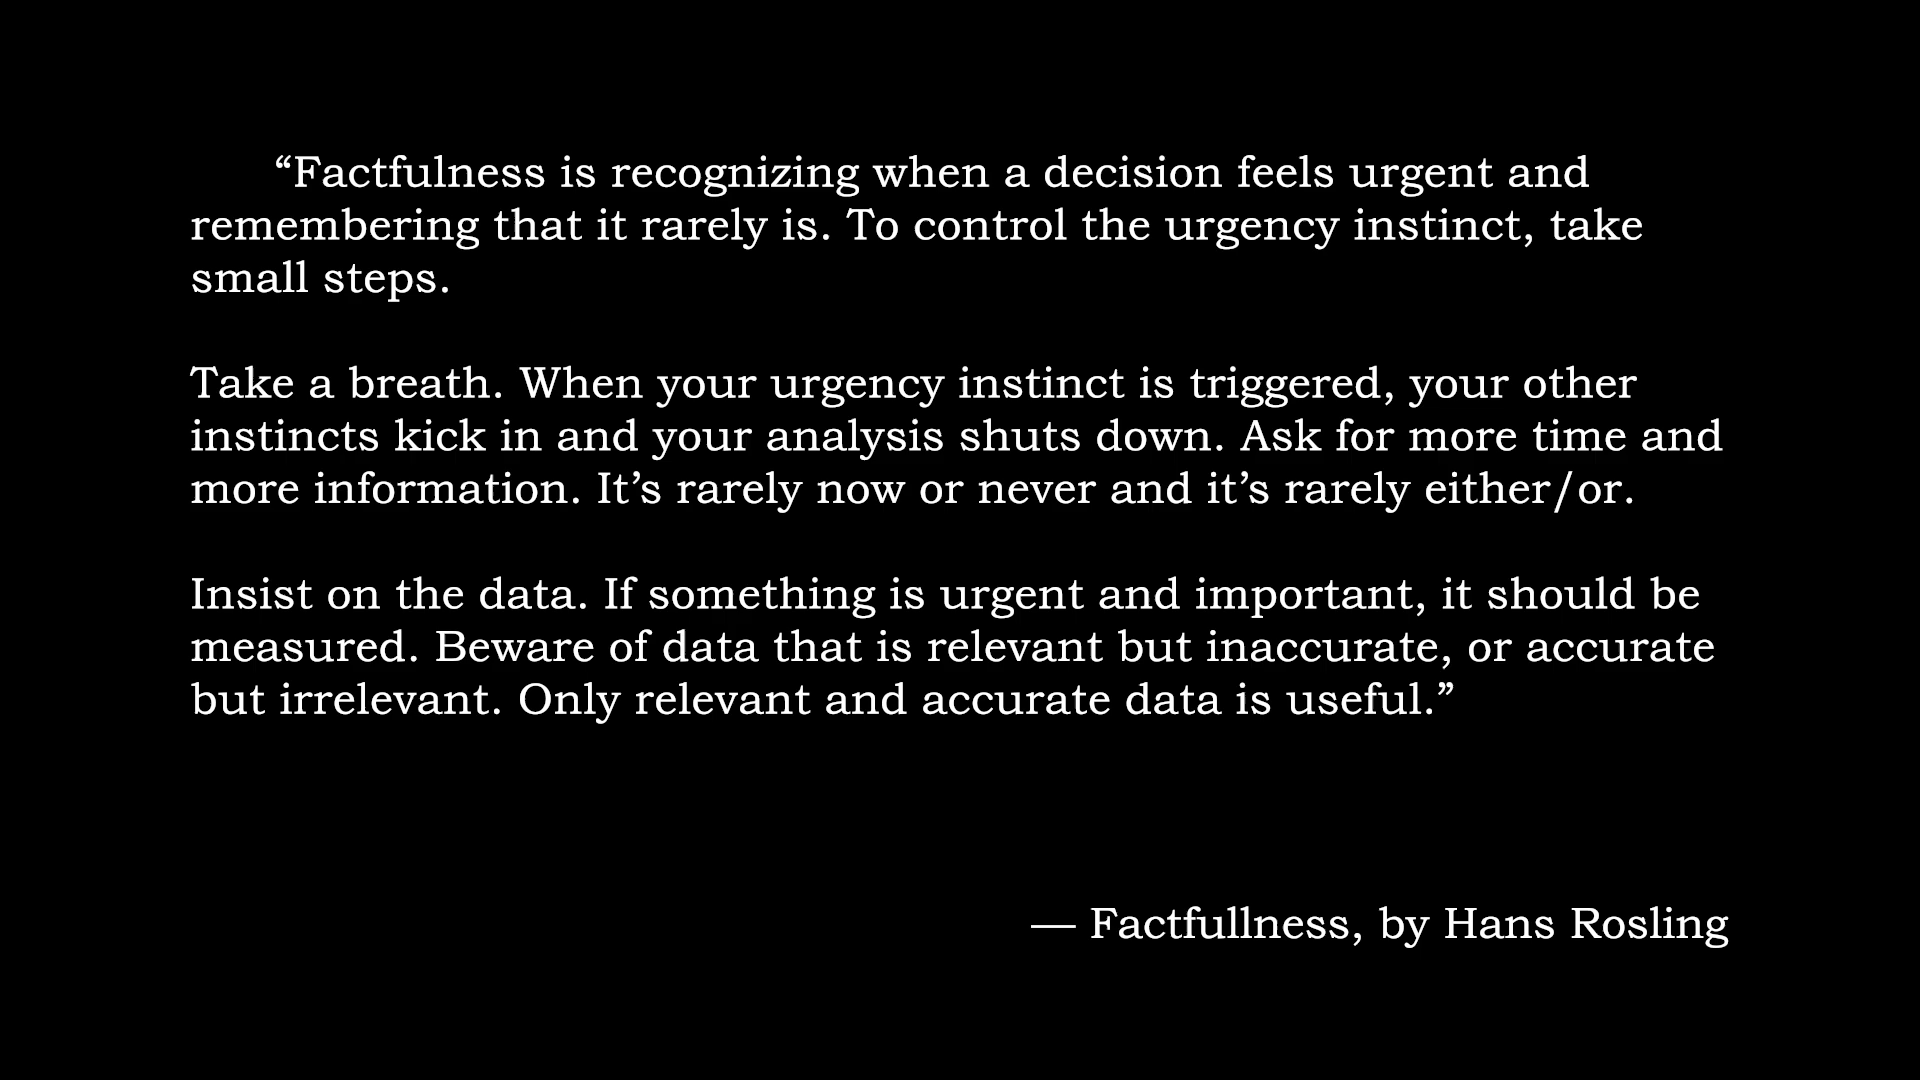 “Factfulness is recognizing when a decision feels urgent and
remembering that it rarely is. To control the urgency instinct, take
small steps.
Take a breath. When your urgency instinct is triggered, your other
instincts kick in and your analysis shuts down. Ask for more time and
more information. It’s rarely now or never and it’s rarely either/or.
Insist on the data. If something is urgent and important, it should be
measured. Beware of data that is relevant but inaccurate, or accurate
but irrelevant. Only relevant and accurate data is useful.”
— Factfullness, by Hans Rosling